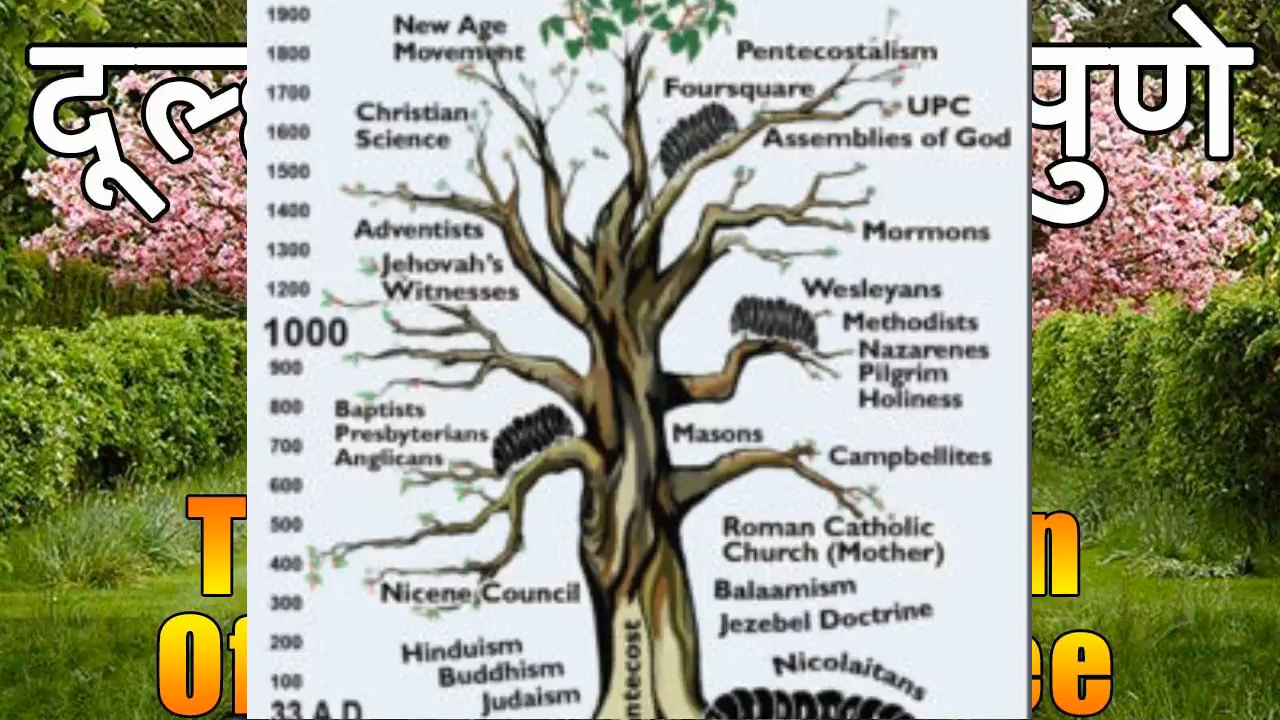 1900
New Age
Movement
1800
Pentecostalism
1700
Foursquare
UPC
Christian
Science
1600
Assemblies of God
1500
1400
Adventists
Mormons
1300
Jehovah's
Witnesses
1200
Wesleyans
1000
Methodists
900
Nazarenes
Pilgrim
Holiness
800
Baptists
Presbyterians
Anglicans
700
Masons
Campbellites
600
500
Roman Catholic
Church (Mother)
400
Nicene Council
300
Balaamism
Jezebel Doctrine
200
Hinduism
Buddhism
Judaism
100
Nicolaitans
33 A.D.
पुणे